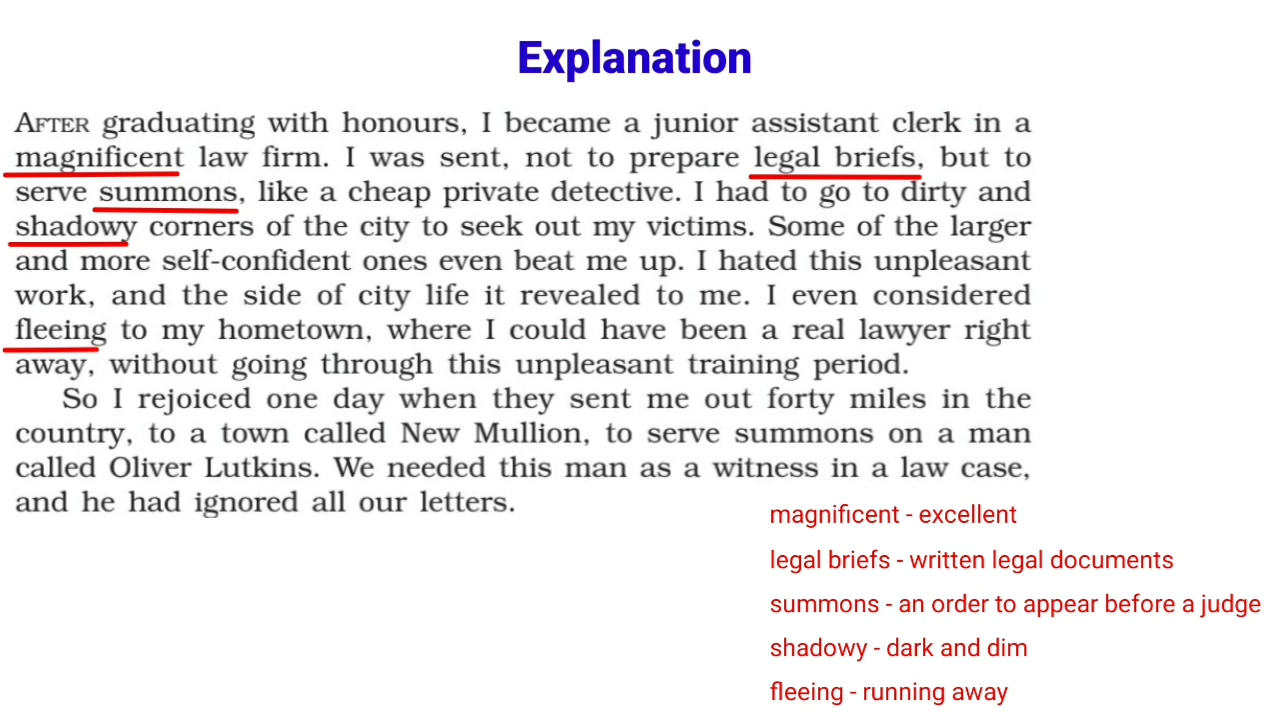 Explanation
AFTER graduating with honours, I became a junior assistant clerk in a
magnificent law firm. I was sent, not to prepare legal briefs, but to
serve summons, like a cheap private detective. I had to go to dirty and
shadowy corners of the city to seek out my victims. Some of the larger
and more self-confident ones even beat me up. I hated this unpleasant
work, and the side of city life it revealed to me. I even considered
fleeing to my hometown, where I could have been a real lawyer right
away, without going through this unpleasant training period.
So I rejoiced one day when they sent me out forty miles in the
country, to a town called New Mullion, to serve summons on a man
called Oliver Lutkins. We needed this man as a witness in a law case,
and he had ignored all our letters.
magnificent - excellent
legal briefs - written legal documents
summons - an order to appear before a judge
shadowy - dark and dim
fleeing - running away